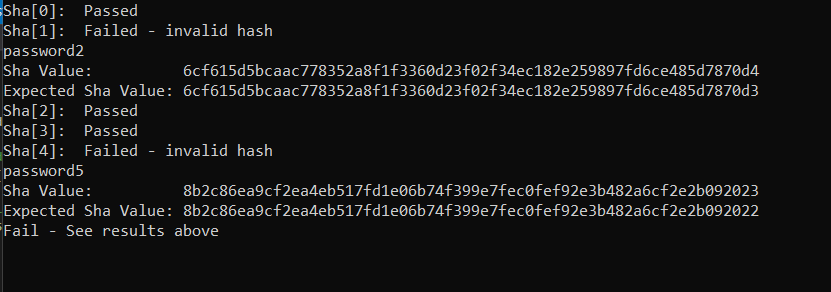 Sha[0]:  Passed
Sha[1]:  Failed - invalid hash
password2
Sha Value:          6cf615d5bcaac778352a8f1f3360d23f02f34ec182e259897fd6ce485d7870d4
Expected Sha Value: 6cf615d5bcaac778352a8f1f3360d23f02f34ec182e259897fd6ce485d7870d3
Sha[2]:  Passed
Sha[3]:  Passed
Sha[4]:  Failed - invalid hash
password5
Sha Value:          8b2c86ea9cf2ea4eb517fd1e06b74f399e7fec0fef92e3b482a6cf2e2b092023
Expected Sha Value: 8b2c86ea9cf2ea4eb517fd1e06b74f399e7fec0fef92e3b482a6cf2e2b092022
Fail - See results above